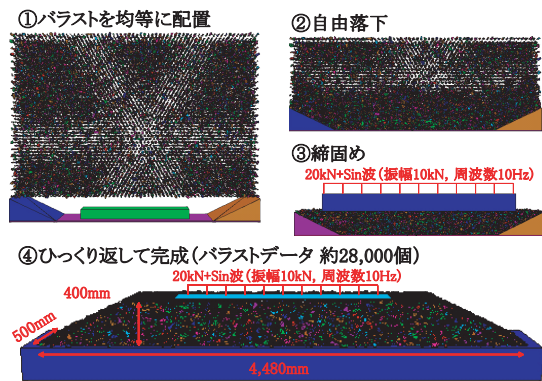 ①バラストを均等に配置
②自由落下
③締固め
20kN+Sin波(振幅10kN, 周波数10Hz)
④ひっくり返して完成(バラストデータ 約28,000個)
20kN+Sin波(振幅10kN, 周波数10Hz)
400mm
500mm
4,480mm